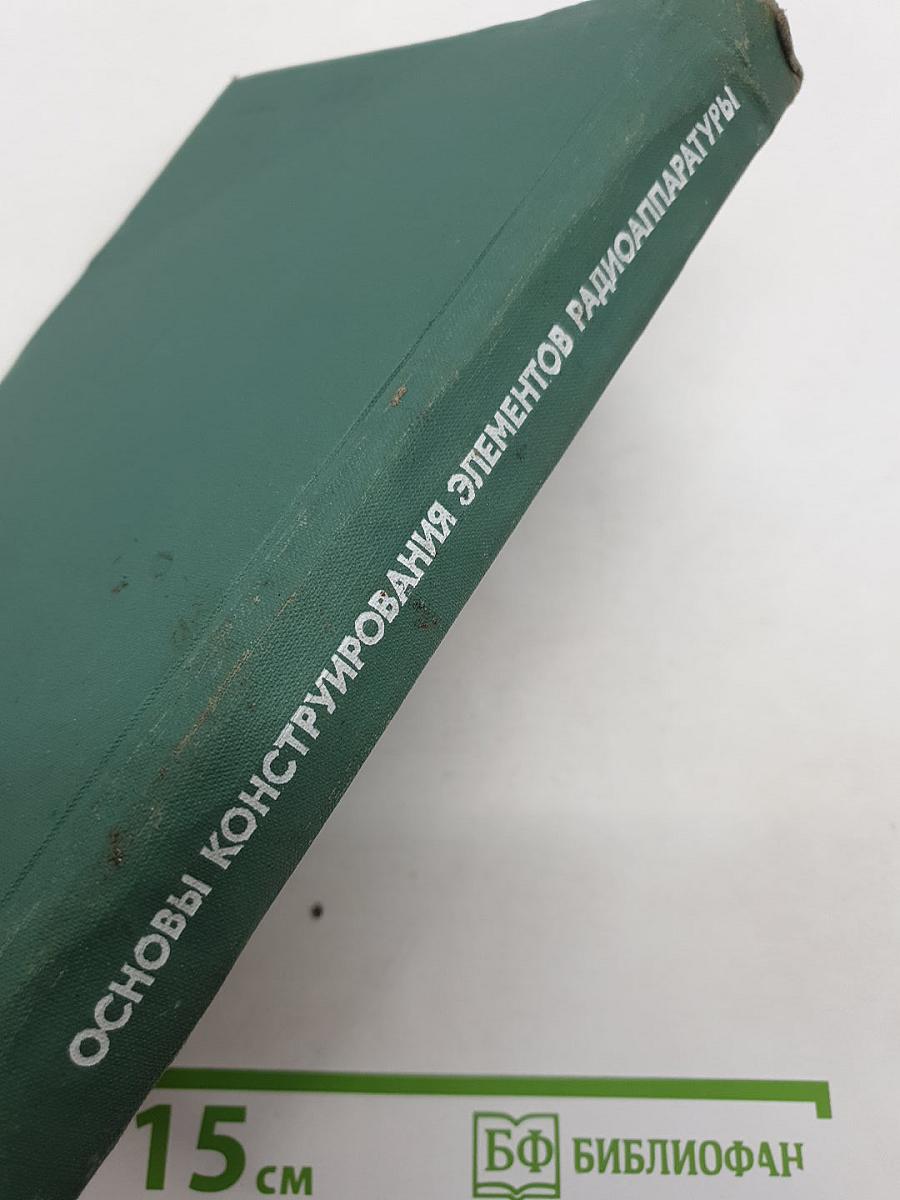 ОСНОВЫ КОНСТРУИРОВАНИЯ ЭЛЕМЕНТОВ РАДИОАППАРАТУРЫ
15 см
БФ БИБЛИОФАН